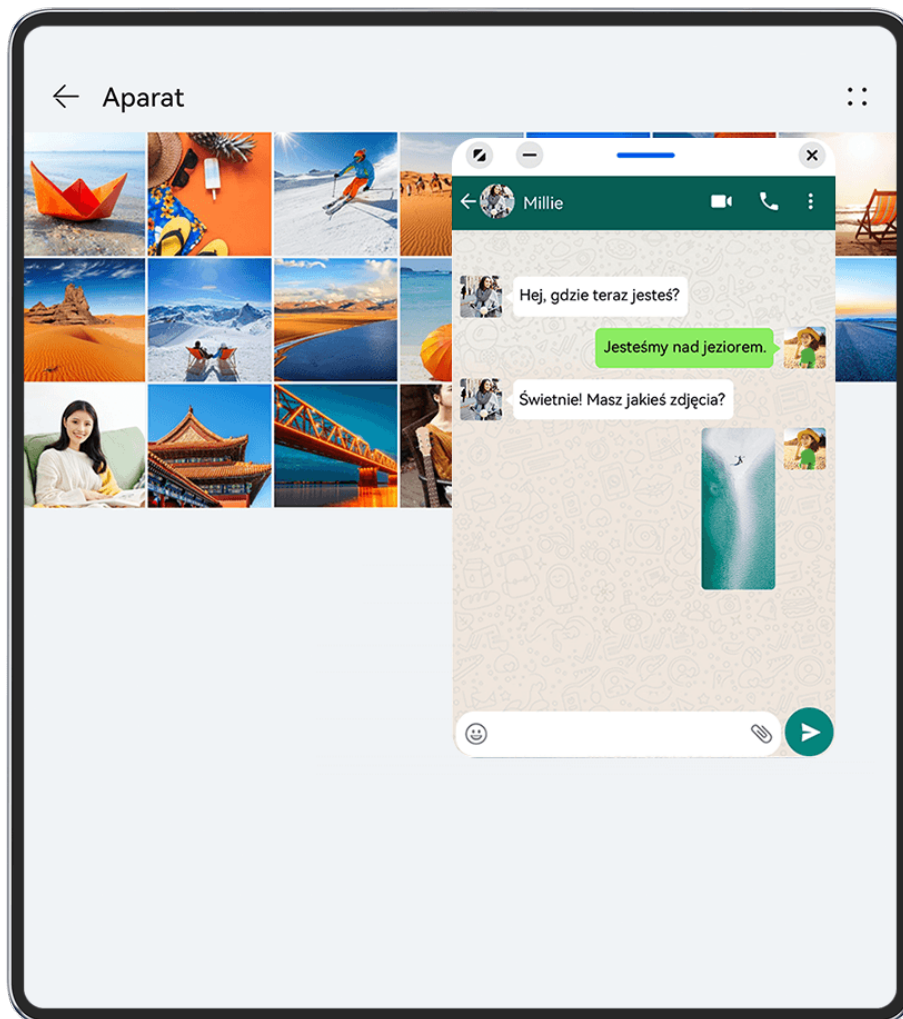 Aparat
Millie
Hej, gdzie teraz jesteś?
Jesteśmy nad jeziorem.
Świetnie! Masz jakieś zdjęcia?